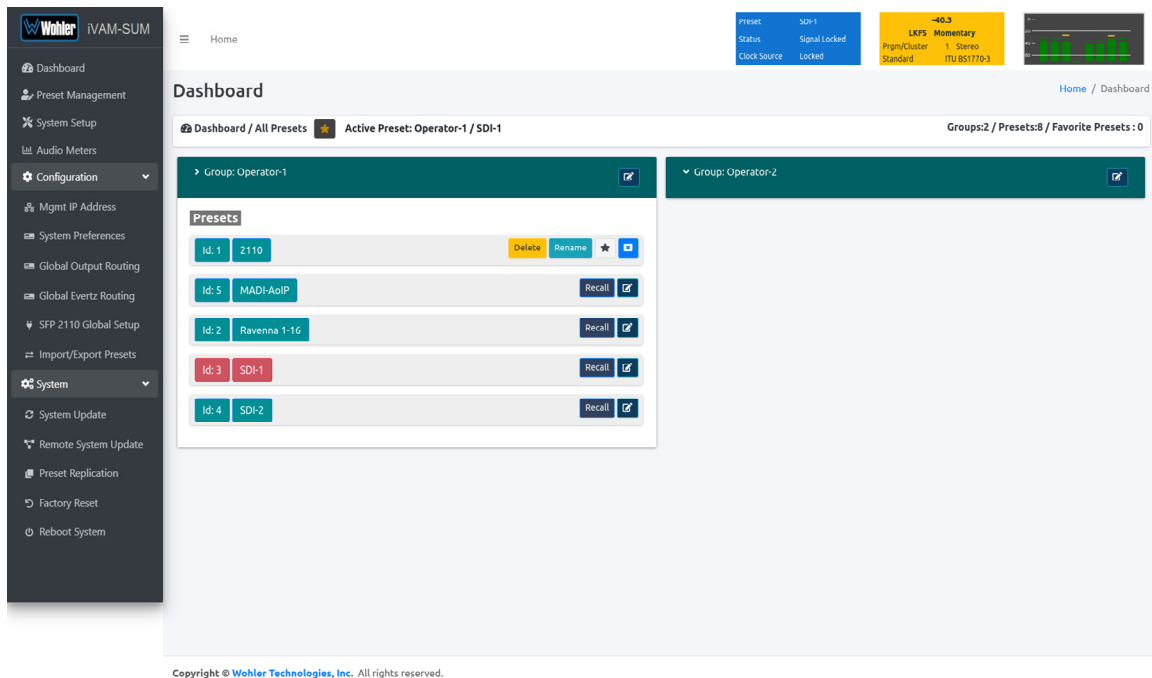 Wohler iVAM-SUM
Dashboard
Preset Management
System Setup
Audio Meters
Configuration
Mgmt IP Address
System Preferences
Global Output Routing
Global Evertz Routing
SFP 2110 Global Setup
Import/Export Presets
System
System Update
Remote System Update
Preset Replication
Factory Reset
Reboot System
Home
Preset SDI-1
Status Signal Locked
Clock Source Locked
-40.3
LKFS Momentary
Prgm/Cluster 1 Stereo
Standard ITU BS1770-3
Dashboard
Home / Dashboard
Dashboard / All Presets Active Preset: Operator-1 / SDI-1
Groups:2 / Presets:8 / Favorite Presets : 0
Group: Operator-1
Presets
Id: 1 2110 Delete Rename
Id: 5 MADI-AoIP Recall
Id: 2 Ravenna 1-16 Recall
Id: 3 SDI-1 Recall
Id: 4 SDI-2 Recall
Group: Operator-2
Copyright © Wohler Technologies, Inc. All rights reserved.